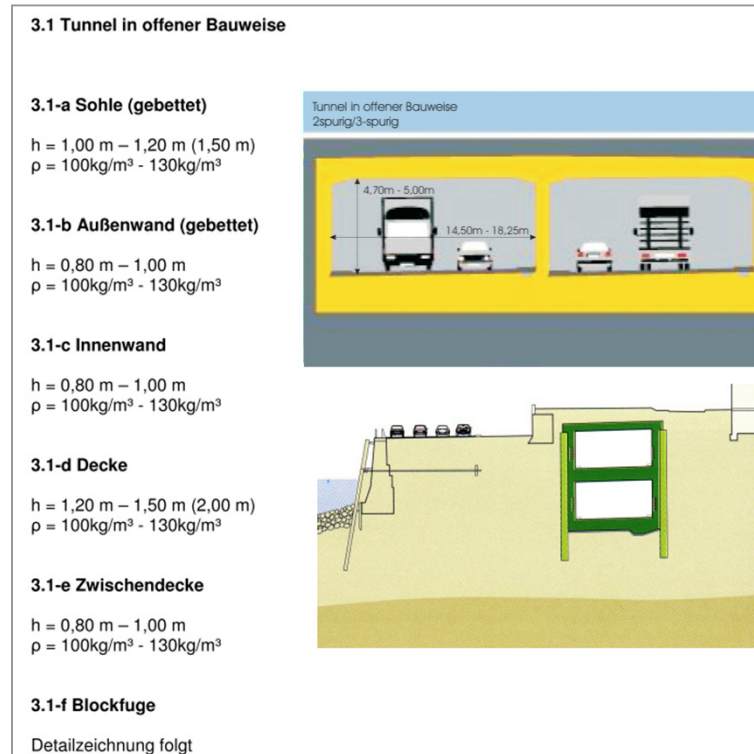 3.1 Tunnel in offener Bauweise
3.1-a Sohle (gebettet)
h = 1,00 m – 1,20 m (1,50 m)
ρ = 100kg/m³ - 130kg/m³
3.1-b Außenwand (gebettet)
h = 0,80 m – 1,00 m
ρ = 100kg/m³ - 130kg/m³
3.1-c Innenwand
h = 0,80 m – 1,00 m
ρ = 100kg/m³ - 130kg/m³
3.1-d Decke
h = 1,20 m – 1,50 m (2,00 m)
ρ = 100kg/m³ - 130kg/m³
3.1-e Zwischendecke
h = 0,80 m – 1,00 m
ρ = 100kg/m³ - 130kg/m³
3.1-f Blockfuge
Detailzeichnung folgt
Tunnel in offener Bauweise
2spurig/3-spurig
4,70m - 5,00m
14,50m - 18,25m